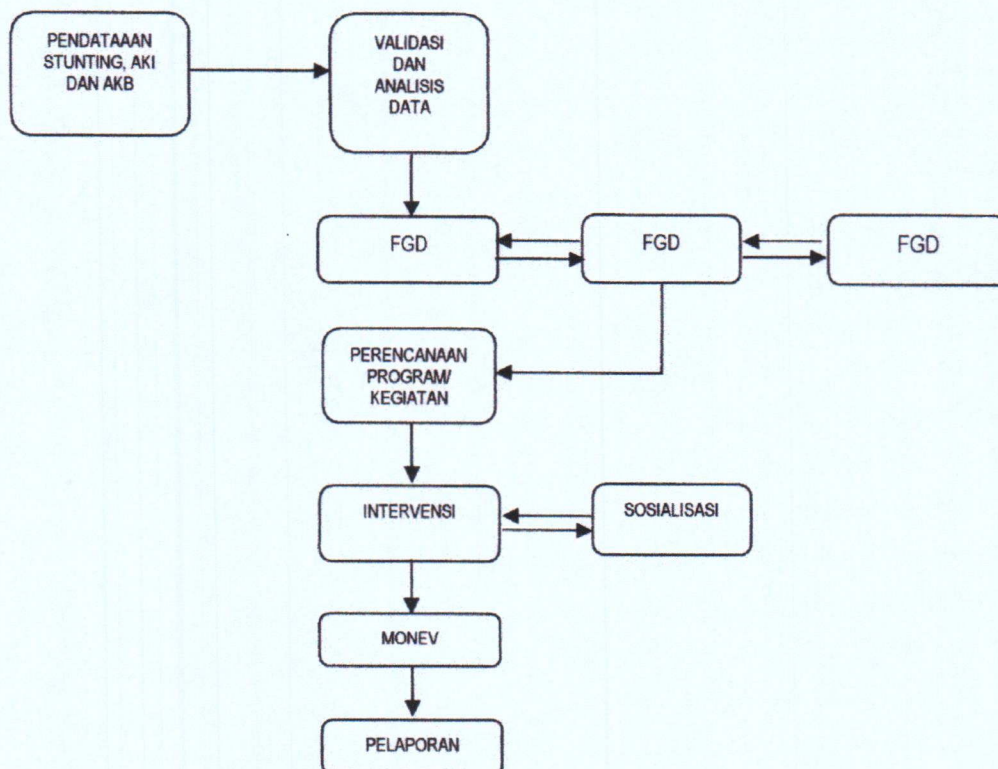 PENDATAAAN
STUNTING, AKI
DAN AKB
VALIDASI
DAN
ANALISIS
DATA
FGD
FGD
FGD
PERENCANAAN
PROGRAM/
KEGIATAN
INTERVENSI
SOSIALISASI
MONEV
PELAPORAN